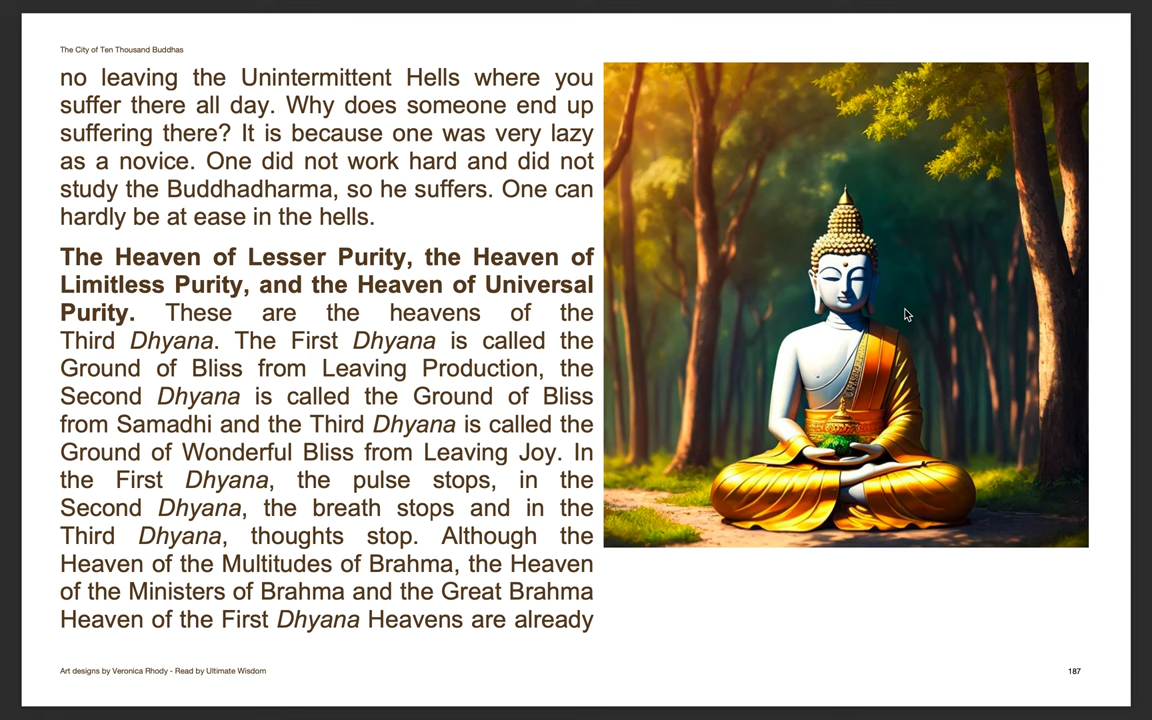 The City of Ten Thousand Buddhas
no leaving the Unintermittent Hells where you
suffer there all day. Why does someone end up
suffering there? It is because one was very lazy
as a novice. One did not work hard and did not
study the Buddhadharma, so he suffers. One can
hardly be at ease in the hells.
The Heaven of Lesser Purity, the Heaven of
Limitless Purity, and the Heaven of Universal
Purity. These are the heavens of the
Third Dhyana. The First Dhyana is called the
Ground of Bliss from Leaving Production, the
Second Dhyana is called the Ground of Bliss
from Samadhi and the Third Dhyana is called the
Ground of Wonderful Bliss from Leaving Joy. In
the First Dhyana, the pulse stops, in the
Second Dhyana, the breath stops and in the
Third Dhyana, thoughts stop. Although the
Heaven of the Multitudes of Brahma, the Heaven
of the Ministers of Brahma and the Great Brahma
Heaven of the First Dhyana Heavens are already
Art designs by Veronica Rhody - Read by Ultimate Wisdom
187